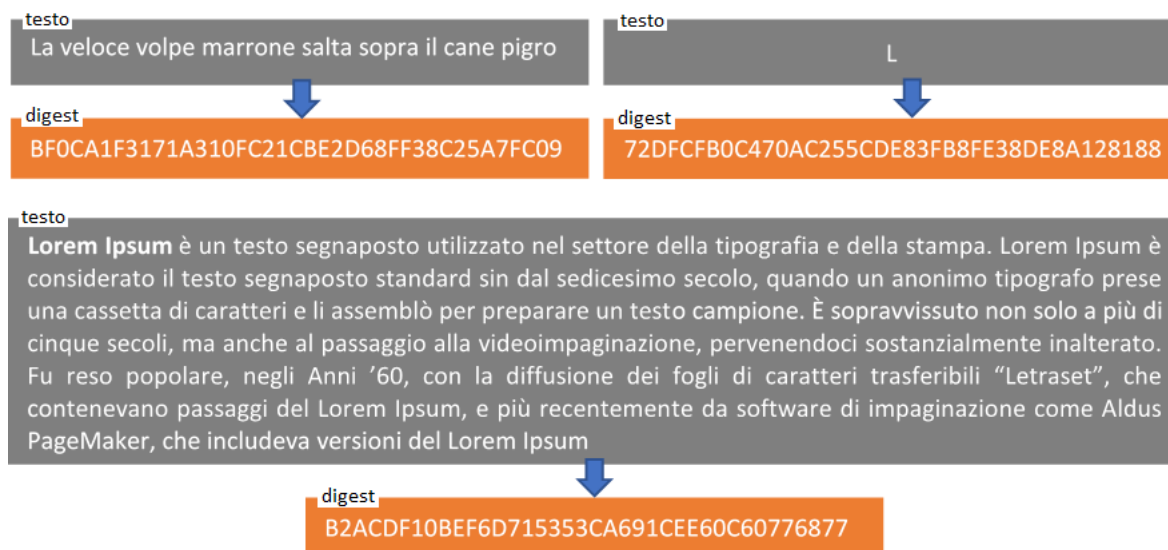 testo
La veloce volpe marrone salta sopra il cane pigro
digest
BF0CA1F3171A310FC21CBE2D68FF38C25A7FC09
testo
L
digest
72DFCFB0C470AC255CDE83FB8FE38DE8A128188
testo
Lorem Ipsum è un testo segnaposto utilizzato nel settore della tipografia e della stampa. Lorem Ipsum è
considerato il testo segnaposto standard sin dal sedicesimo secolo, quando un anonimo tipografo prese
una cassetta di caratteri e li assemblò per preparare un testo campione. È sopravvissuto non solo a più di
cinque secoli, ma anche al passaggio alla videoimpaginazione, pervenendoci sostanzialmente inalterato.
Fu reso popolare, negli Anni ’60, con la diffusione dei fogli di caratteri trasferibili “Letraset”, che
contenevano passaggi del Lorem Ipsum, e più recentemente da software di impaginazione come Aldus
PageMaker, che includeva versioni del Lorem Ipsum
digest
B2ACDF10BEF6D715353CA691CEE60C60776877